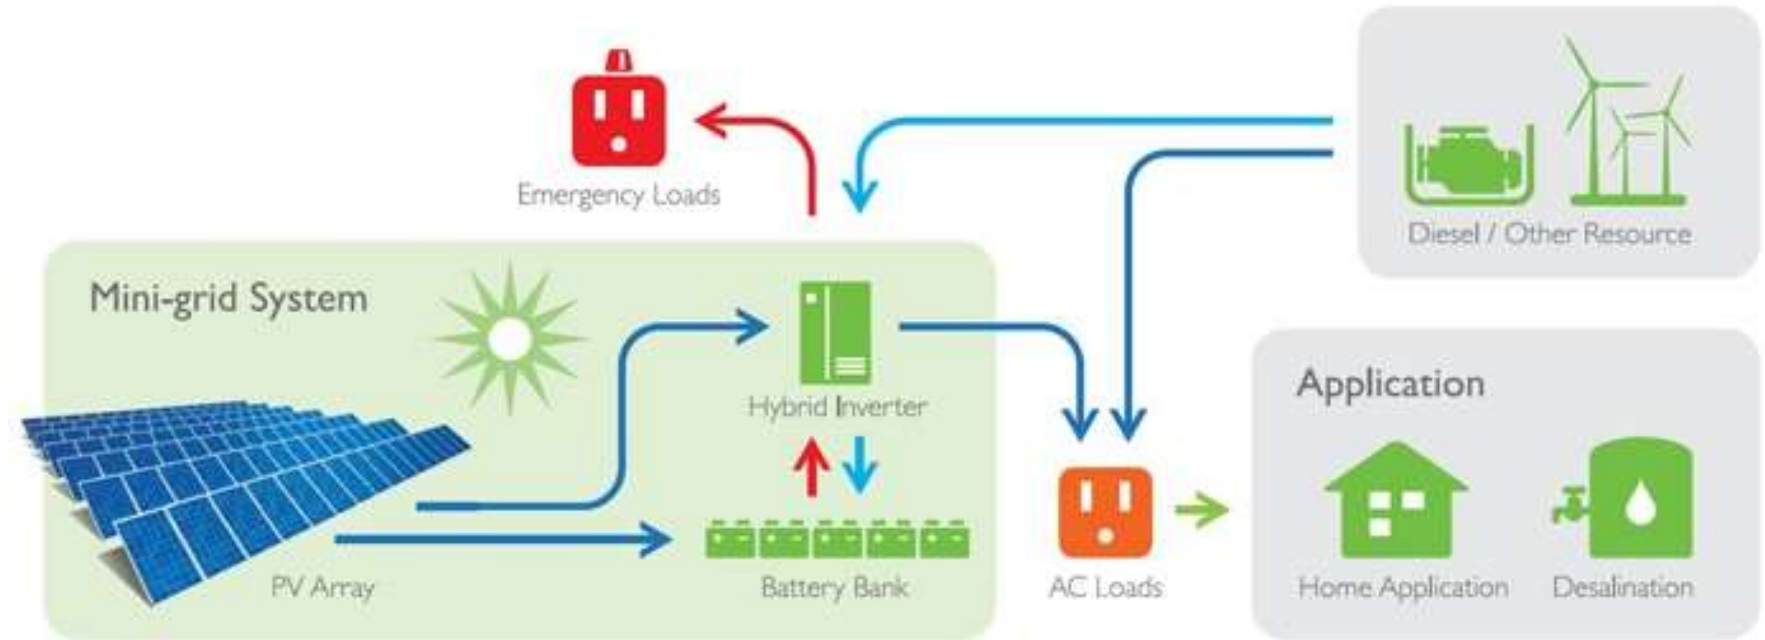 Emergency Loads
Diesel / Other Resource
Mini-grid System
Hybrid Inverter
Application
PV Array
Battery Bank
AC Loads
Home Application
Desalination